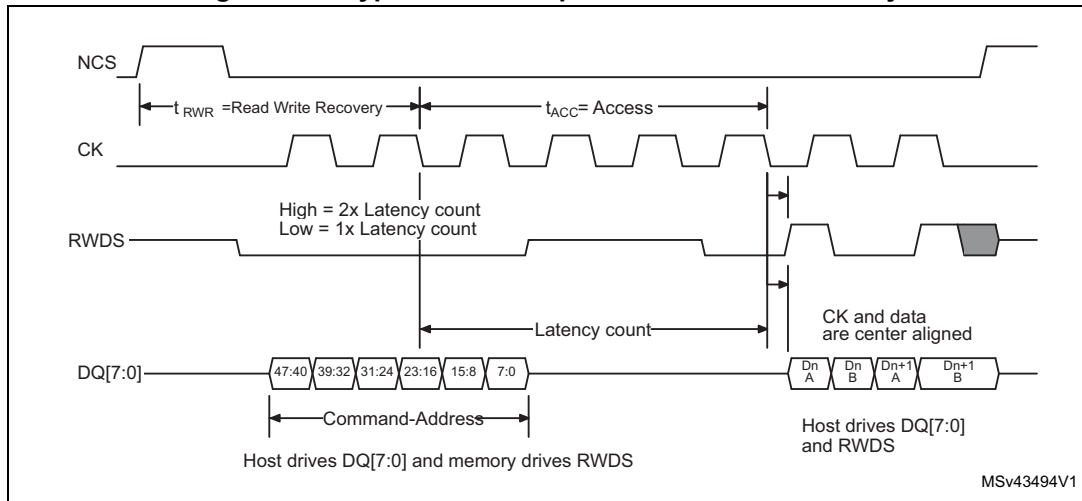 NCS
t RWR =Read Write Recovery
tACC= Access
CK
High = 2x Latency count
Low = 1x Latency count
RWDS
Latency count
CK and data
are center aligned
DQ[7:0]
47:40 39:32 31:24 23:16 15:8 7:0
Dn A Dn B Dn+1 A Dn+1 B
Command-Address
Host drives DQ[7:0]
and RWDS
Host drives DQ[7:0] and memory drives RWDS
MSv43494V1